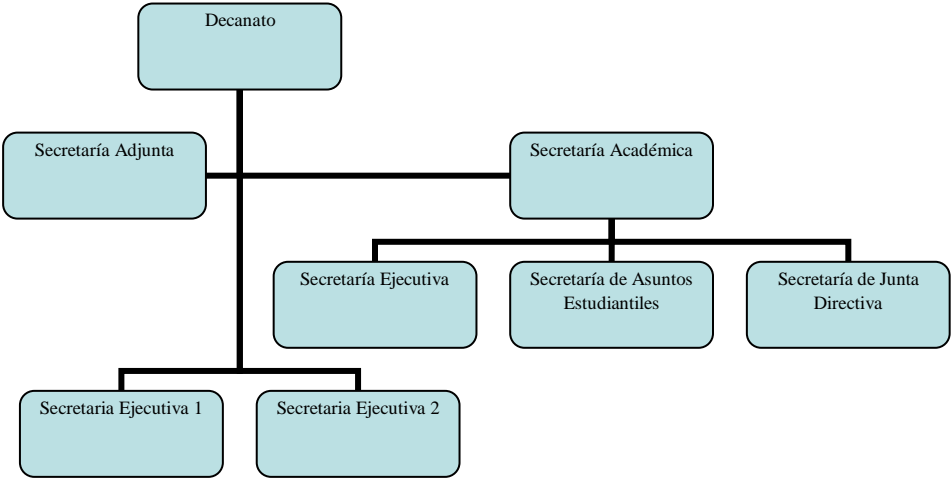 Decanato
Secretaría Adjunta
Secretaría Académica
Secretaría Ejecutiva
Secretaría de Asuntos
Estudiantiles
Secretaría de Junta
Directiva
Secretaria Ejecutiva 1
Secretaria Ejecutiva 2